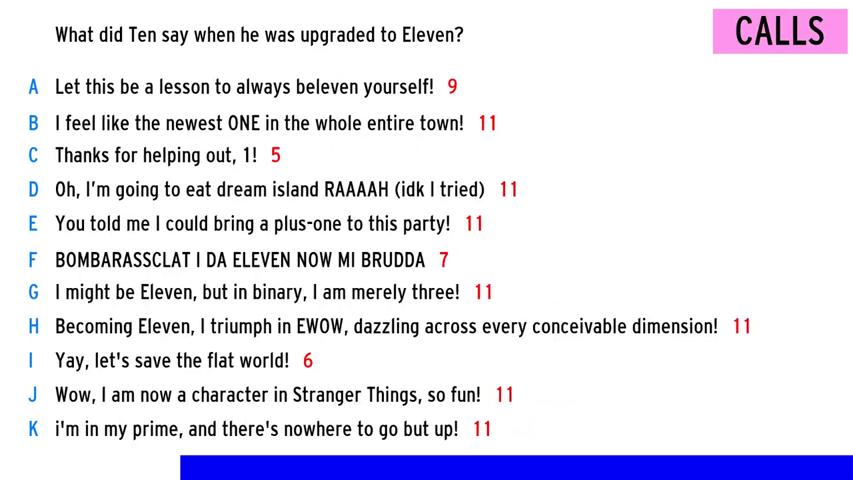 CALLS
What did Ten say when he was upgraded to Eleven?
A Let this be a lesson to always beleven yourself! 9
B I feel like the newest ONE in the whole entire town! 11
C Thanks for helping out, 1! 5
D Oh, I'm going to eat dream island RAAAAH (idk I tried) 11
E You told me I could bring a plus-one to this party! 11
F BOMBARASSCLAT I DA ELEVEN NOW MI BRUDDA 7
G I might be Eleven, but in binary, I am merely three! 11
H Becoming Eleven, I triumph in EWOW, dazzling across every conceivable dimension! 11
I Yay, let's save the flat world! 6
J Wow, I am now a character in Stranger Things, so fun! 11
K i'm in my prime, and there's nowhere to go but up! 11